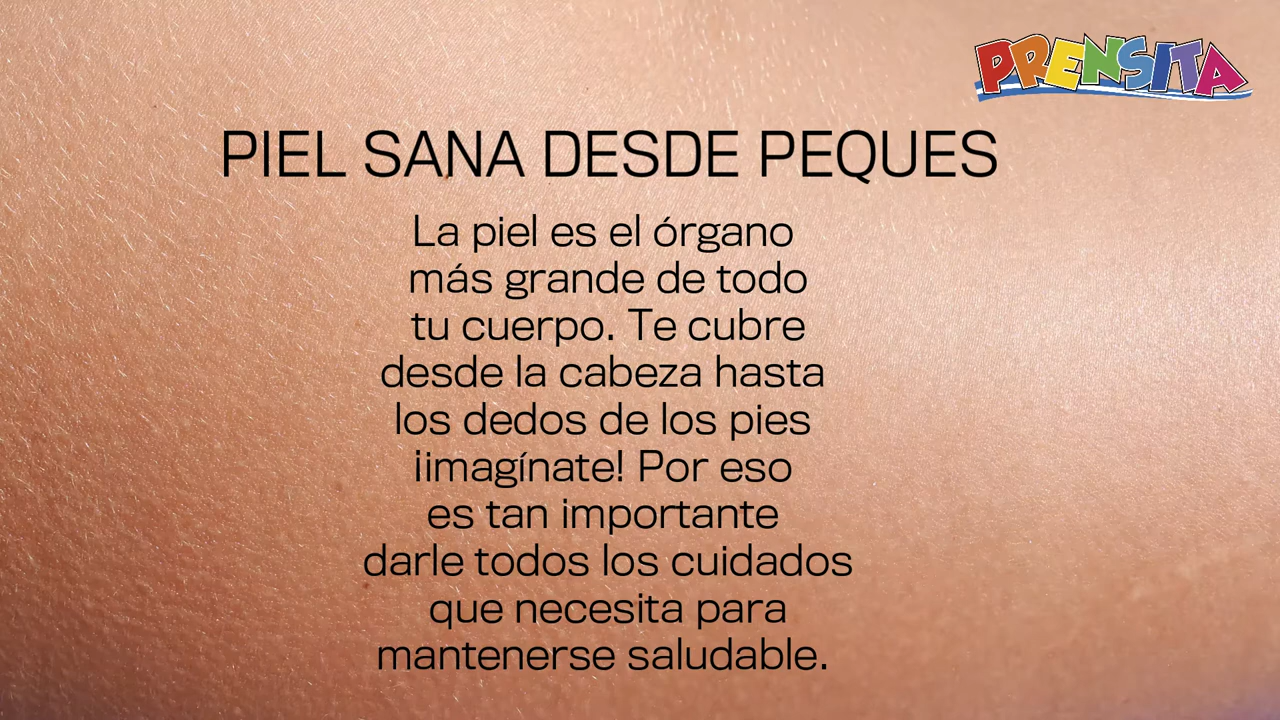 PRENSITA
PIEL SANA DESDE PEQUES
La piel es el órgano
más grande de todo
tu cuerpo. Te cubre
desde la cabeza hasta
los dedos de los pies
¡imagínate! Por eso
es tan importante
darle todos los cuidados
que necesita para
mantenerse saludable.